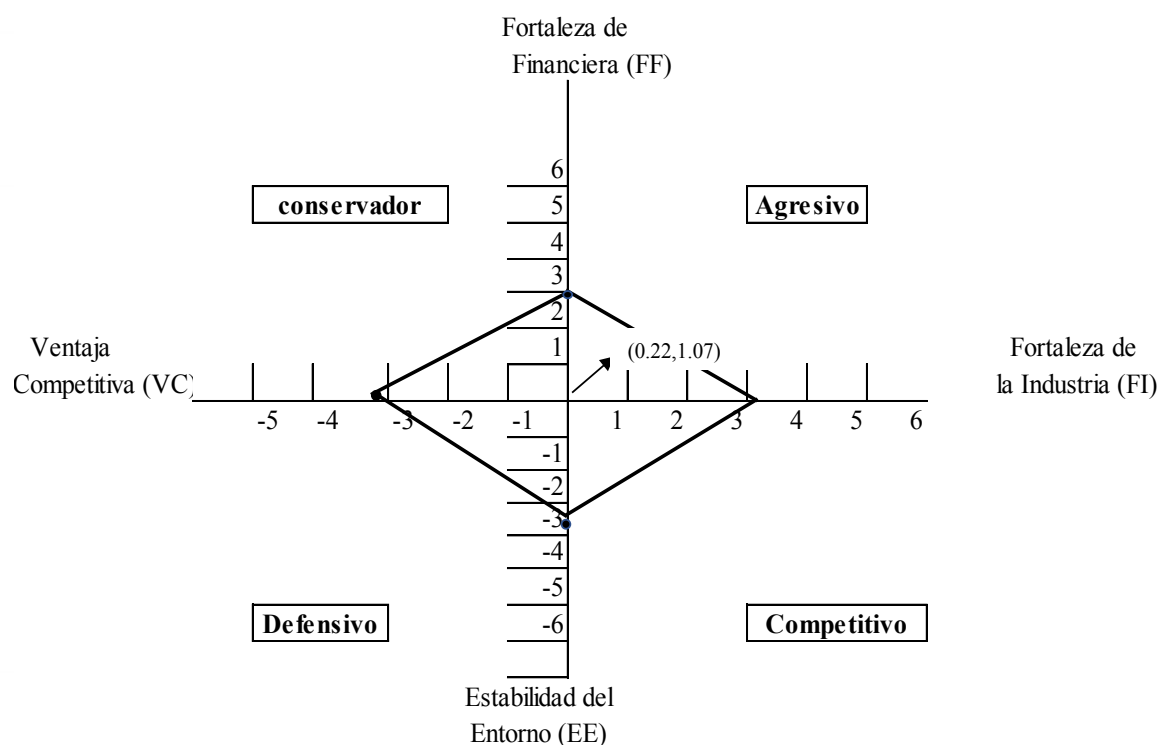 Fortaleza de
Financiera (FF)
6
conservador
5
Agresivo
4
3
2
1
(0.22,1.07)
Ventaja
Competitiva (VC)
Fortaleza de
la Industria (FI)
-5 -4 -3 -2 -1 1 2 3 4 5 6
-1
-2
-3
-4
-5
Defensivo
-6
Competitivo
Estabilidad del
Entorno (EE)